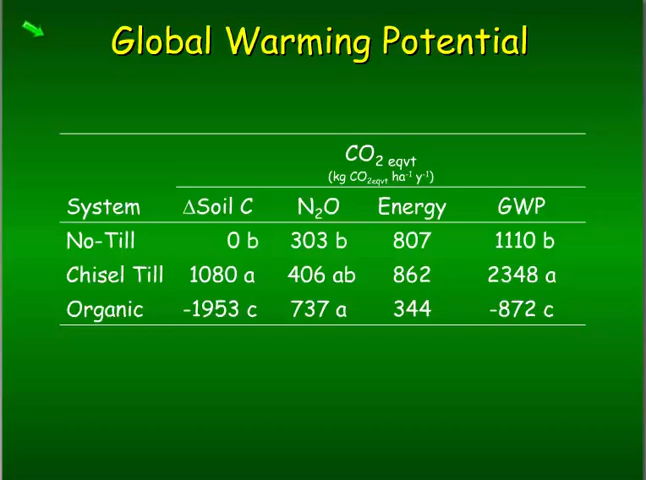 Global Warming Potential
CO₂ eqvt
(kg CO₂eqvt ha⁻¹ y⁻¹)
System ΔSoil C N₂O Energy GWP
No-Till 0 b 303 b 807 1110 b
Chisel Till 1080 a 406 ab 862 2348 a
Organic -1953 c 737 a 344 -872 c